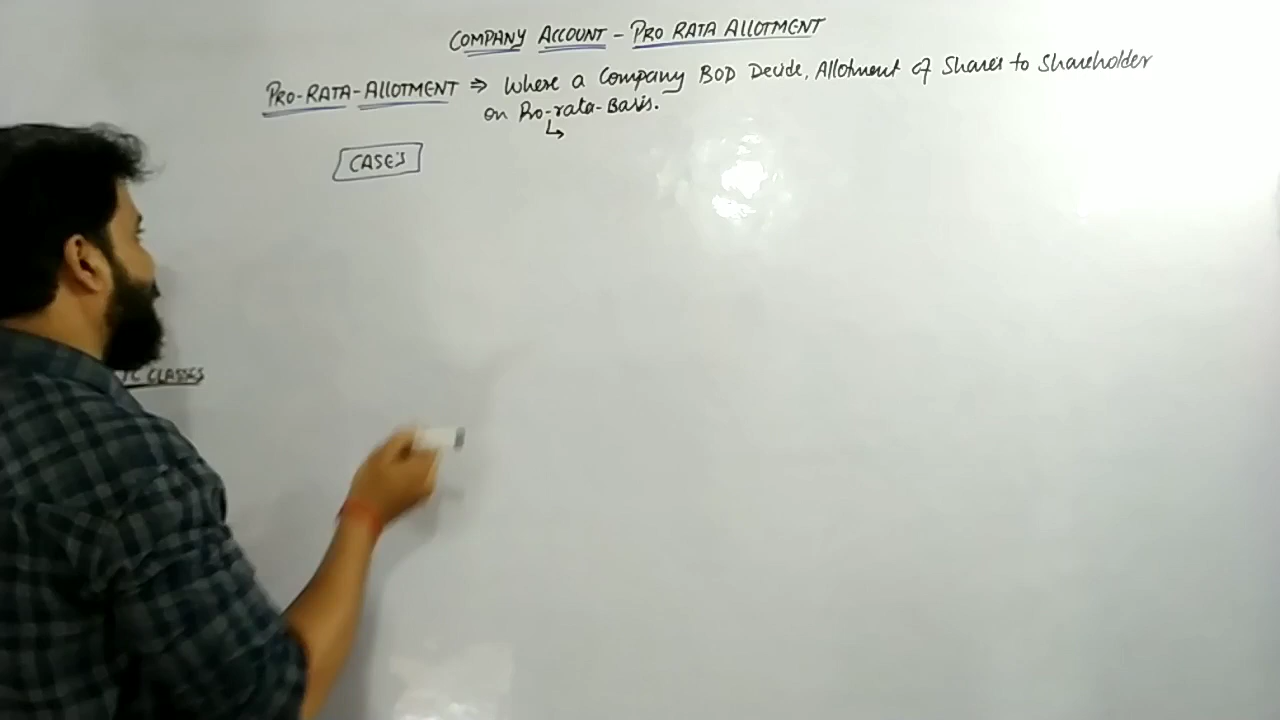 COMPANY ACCOUNT - PRO RATA ALLOTMENT
PRO-RATA-ALLOTMENT ⇒ Where a Company BOD Decide, Allotment of Shares to Shareholder
on Pro-rata-Basis.
↳
CASE'S
CLASSES